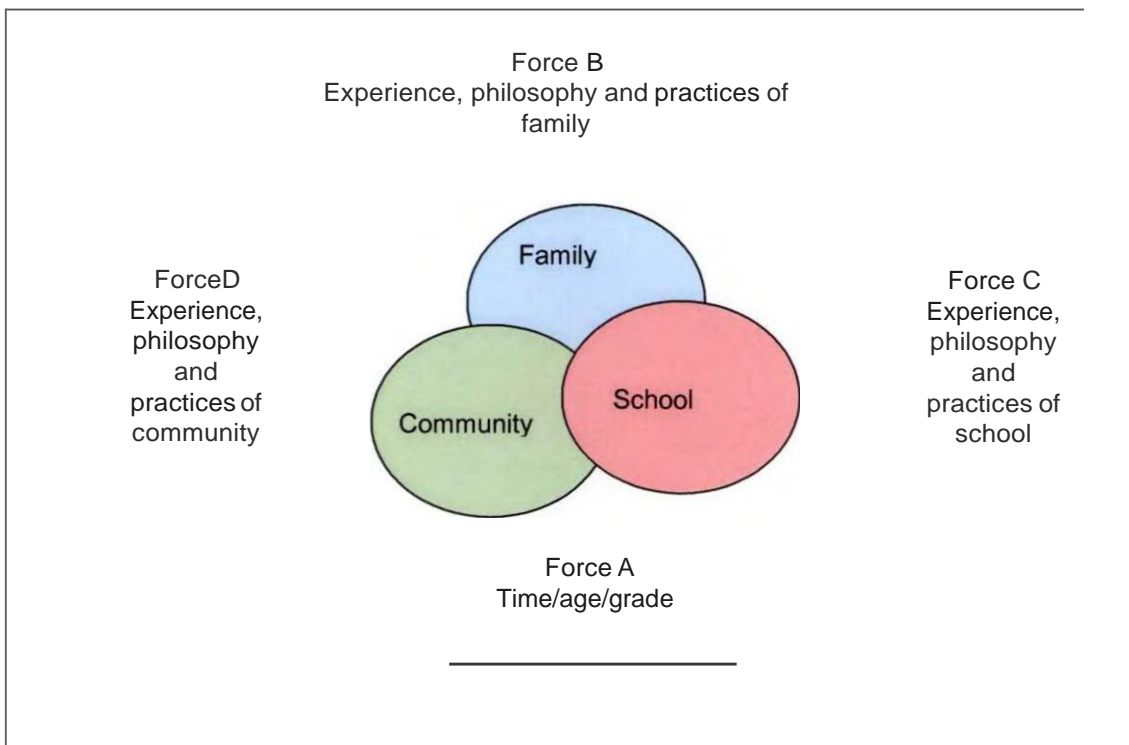 Force B
Experience, philosophy and practices of
family
Family
ForceD
Experience,
philosophy
and
practices of
community
Force C
Experience,
philosophy
and
practices of
school
School
Community
Force A
Time/age/grade